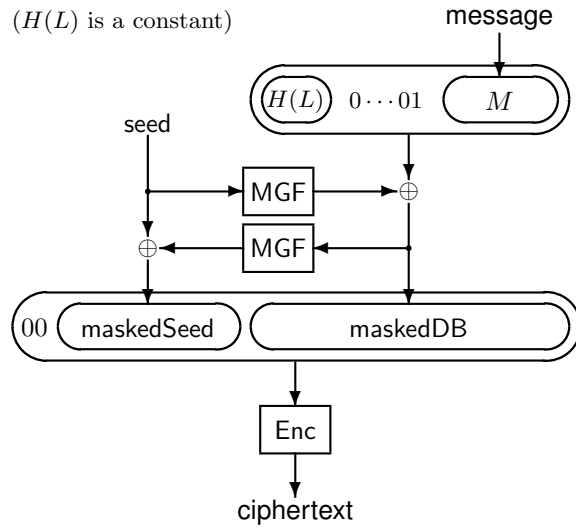 (H(L) is a constant)
message
H(L) 0⋯01 M
seed
MGF ⊕
⊕ MGF
00 maskedSeed maskedDB
Enc
ciphertext